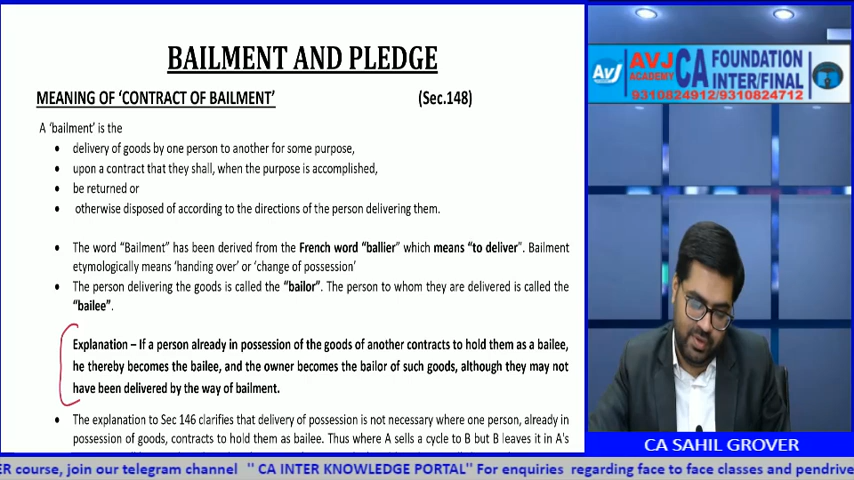 BAILMENT AND PLEDGE
MEANING OF 'CONTRACT OF BAILMENT' (Sec.148)
A 'bailment' is the
• delivery of goods by one person to another for some purpose,
• upon a contract that they shall, when the purpose is accomplished,
• be returned or
• otherwise disposed of according to the directions of the person delivering them.
• The word "Bailment" has been derived from the French word "ballier" which means "to deliver". Bailment
etymologically means 'handing over' or 'change of possession'
• The person delivering the goods is called the "bailor". The person to whom they are delivered is called the
"bailee".
Explanation – If a person already in possession of the goods of another contracts to hold them as a bailee,
he thereby becomes the bailee, and the owner becomes the bailor of such goods, although they may not
have been delivered by the way of bailment.
• The explanation to Sec 146 clarifies that delivery of possession is not necessary where one person, already in
possession of goods, contracts to hold them as bailee. Thus where A sells a cycle to B but B leaves it in A's
AVJ
AVJ
ACADEMY
CA
FOUNDATION
INTER/FINAL
9310824912/9310824712
CA SAHIL GROVER
ER course, join our telegram channel " CA INTER KNOWLEDGE PORTAL" For enquiries regarding face to face classes and pendrive